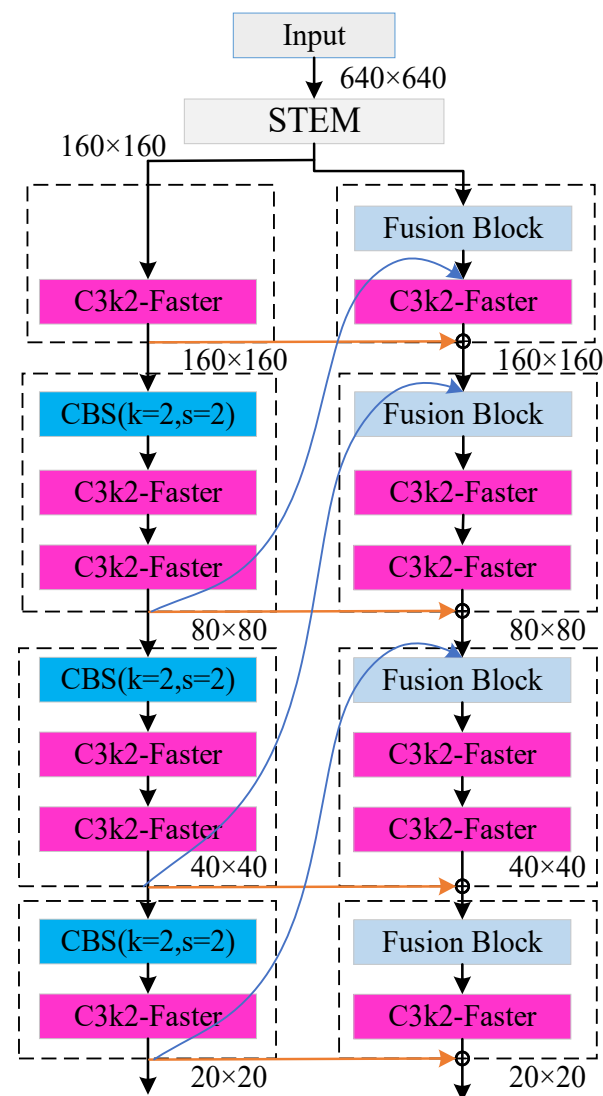 Input
640×640
STEM
160×160
Fusion Block
C3k2-Faster
C3k2-Faster
160×160
160×160
CBS(k=2,s=2)
Fusion Block
C3k2-Faster
C3k2-Faster
C3k2-Faster
C3k2-Faster
80×80
80×80
CBS(k=2,s=2)
Fusion Block
C3k2-Faster
C3k2-Faster
C3k2-Faster
C3k2-Faster
40×40
40×40
CBS(k=2,s=2)
Fusion Block
C3k2-Faster
C3k2-Faster
20×20
20×20